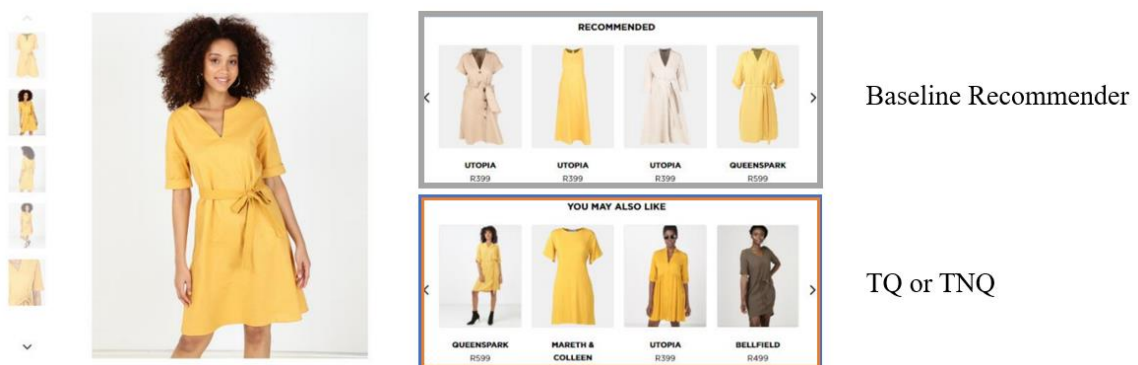 RECOMMENDED
UTOPIA UTOPIA UTOPIA QUEENSPARK
R399 R399 R399 R599
Baseline Recommender
YOU MAY ALSO LIKE
QUEENSPARK MARETH & UTOPIA BELLFIELD
R599 COLLEEN R399 R499
TQ or TNQ